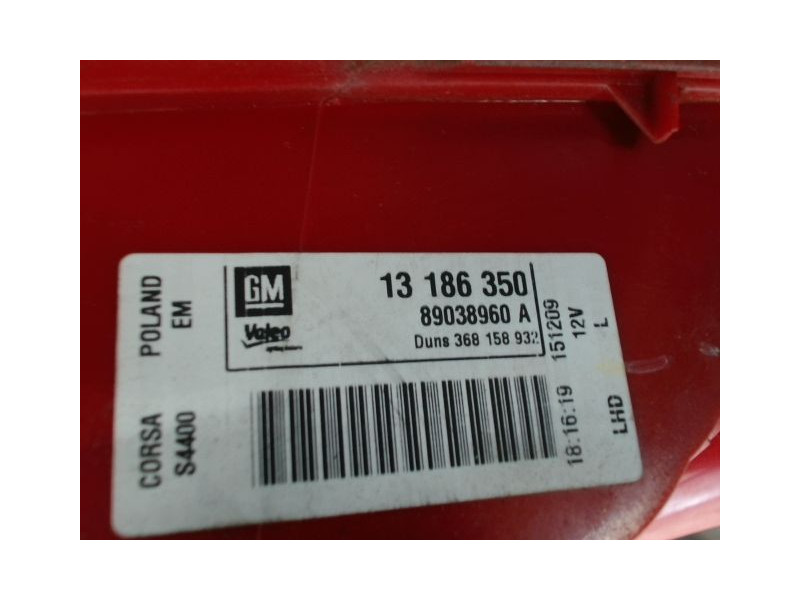 GM
Valeo
13 186 350
89038960 A
Duns 368 158 932
CORSA POLAND
S4400 EM
18:16:19 151209
12V
LHD L